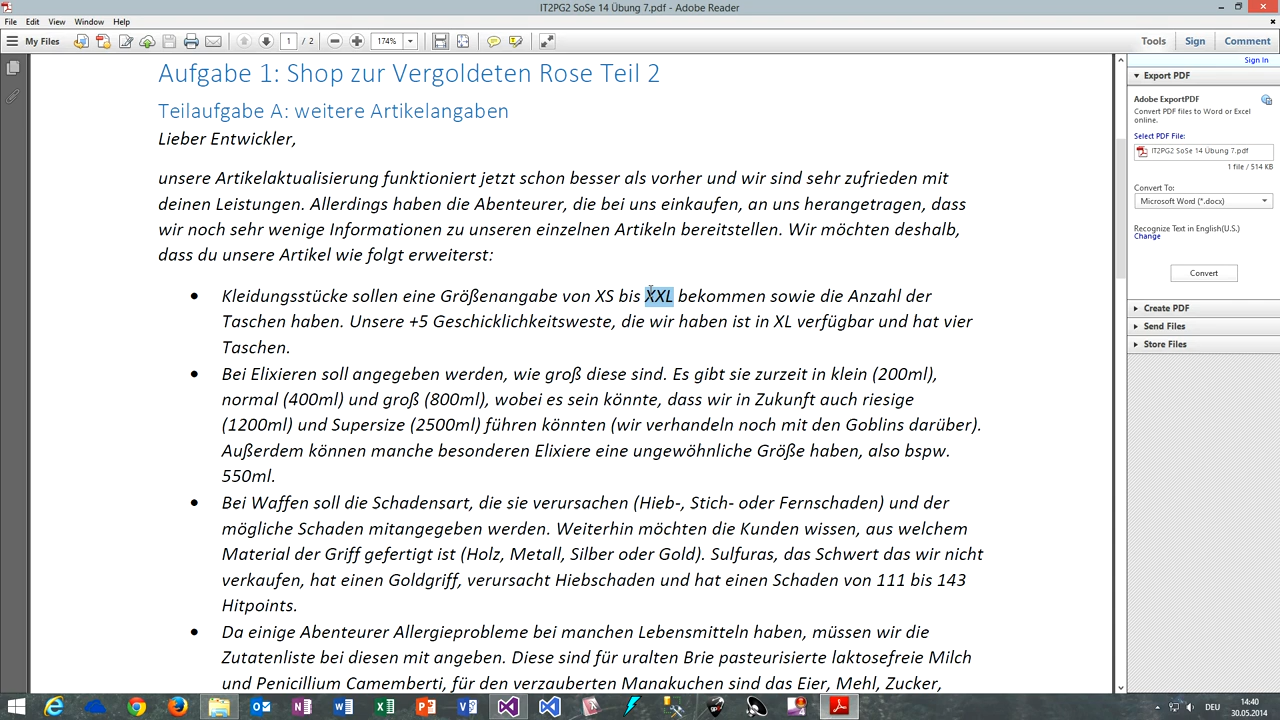 IT2PG2 SoSe 14 Übung 7.pdf - Adobe Reader
File Edit View Window Help
My Files
1 / 2
174%
Tools Sign Comment
Sign In
Aufgabe 1: Shop zur Vergoldeten Rose Teil 2
Teilaufgabe A: weitere Artikelangaben
Lieber Entwickler,
unsere Artikelaktualisierung funktioniert jetzt schon besser als vorher und wir sind sehr zufrieden mit
deinen Leistungen. Allerdings haben die Abenteurer, die bei uns einkaufen, an uns herangetragen, dass
wir noch sehr wenige Informationen zu unseren einzelnen Artikeln bereitstellen. Wir möchten deshalb,
dass du unsere Artikel wie folgt erweiterst:
• Kleidungsstücke sollen eine Größenangabe von XS bis XXL bekommen sowie die Anzahl der
Taschen haben. Unsere +5 Geschicklichkeitsweste, die wir haben ist in XL verfügbar und hat vier
Taschen.
• Bei Elixieren soll angegeben werden, wie groß diese sind. Es gibt sie zurzeit in klein (200ml),
normal (400ml) und groß (800ml), wobei es sein könnte, dass wir in Zukunft auch riesige
(1200ml) und Supersize (2500ml) führen könnten (wir verhandeln noch mit den Goblins darüber).
Außerdem können manche besonderen Elixiere eine ungewöhnliche Größe haben, also bspw.
550ml.
• Bei Waffen soll die Schadensart, die sie verursachen (Hieb-, Stich- oder Fernschaden) und der
mögliche Schaden mitangegeben werden. Weiterhin möchten die Kunden wissen, aus welchem
Material der Griff gefertigt ist (Holz, Metall, Silber oder Gold). Sulfuras, das Schwert das wir nicht
verkaufen, hat einen Goldgriff, verursacht Hiebschaden und hat einen Schaden von 111 bis 143
Hitpoints.
• Da einige Abenteurer Allergieprobleme bei manchen Lebensmitteln haben, müssen wir die
Zutatenliste bei diesen mit angeben. Diese sind für uralten Brie pasteurisierte laktosefreie Milch
und Penicillium Camemberti, für den verzauberten Manakuchen sind das Eier, Mehl, Zucker,
Export PDF
Adobe ExportPDF
Convert PDF files to Word or Excel
online.
Select PDF File:
IT2PG2 SoSe 14 Übung 7.pdf
1 file / 514 KB
Convert To:
Microsoft Word (*.docx)
Recognize Text in English(U.S.)
Change
Convert
Create PDF
Send Files
Store Files
DEU
14:40
30.05.2014